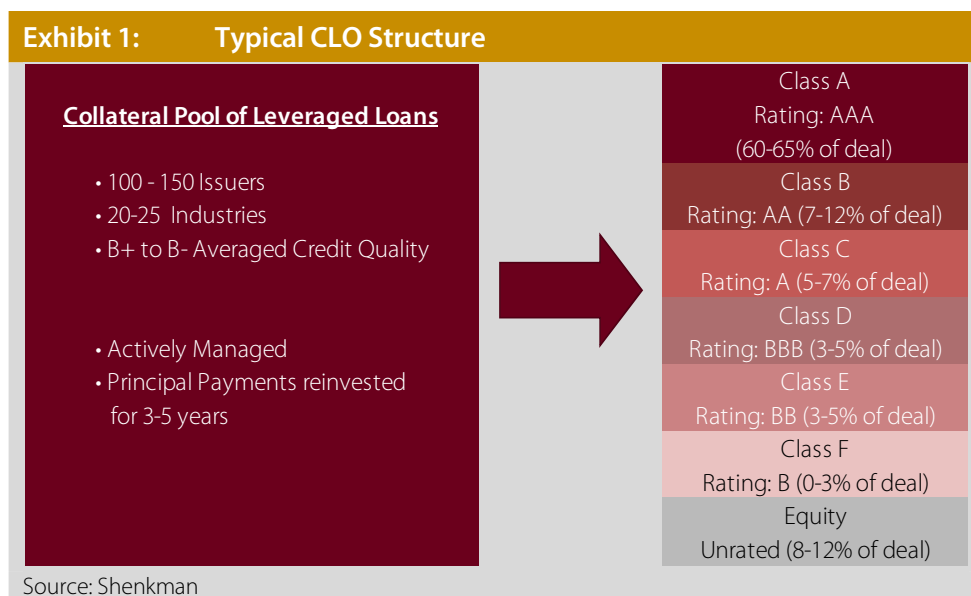 Exhibit 1: Typical CLO Structure
Collateral Pool of Leveraged Loans
• 100 - 150 Issuers
• 20-25 Industries
• B+ to B- Averaged Credit Quality
• Actively Managed
• Principal Payments reinvested
for 3-5 years
Class A
Rating: AAA
(60-65% of deal)
Class B
Rating: AA (7-12% of deal)
Class C
Rating: A (5-7% of deal)
Class D
Rating: BBB (3-5% of deal)
Class E
Rating: BB (3-5% of deal)
Class F
Rating: B (0-3% of deal)
Equity
Unrated (8-12% of deal)
Source: Shenkman